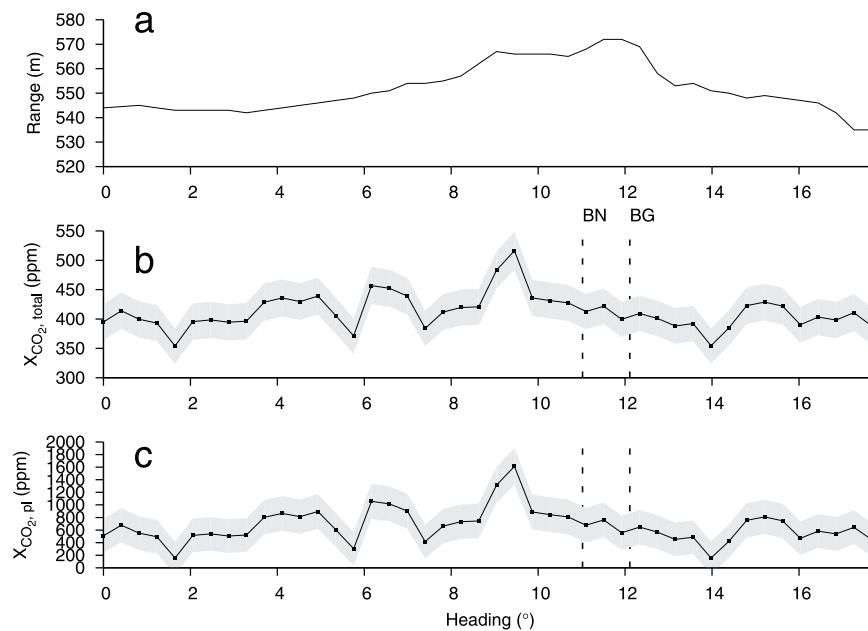 a
Range (m)
580
570
560
550
540
530
520
0 2 4 6 8 10 12 14 16
BN BG
b
X_CO₂, total (ppm)
550
500
450
400
350
300
0 2 4 6 8 10 12 14 16
c
X_CO₂, pl (ppm)
2000
1800
1600
1400
1200
1000
800
600
400
200
0
0 2 4 6 8 10 12 14 16
Heading (°)